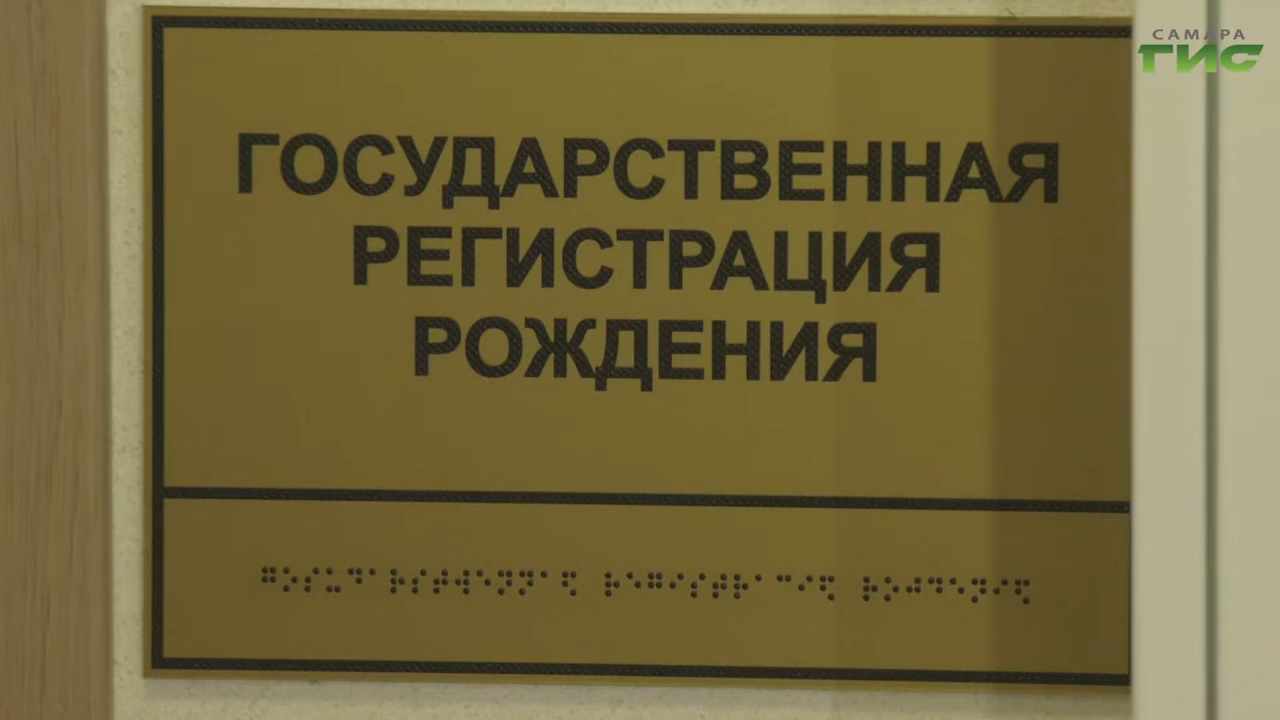 САМАРА
ГИС
ГОСУДАРСТВЕННАЯ
РЕГИСТРАЦИЯ
РОЖДЕНИЯ
⠛⠕⠎⠥⠙⠁⠗⠎⠞⠺⠑⠝⠝⠁⠫ ⠗⠑⠛⠊⠎⠞⠗⠁⠉⠊⠫ ⠗⠕⠚⠙⠑⠝⠊⠫